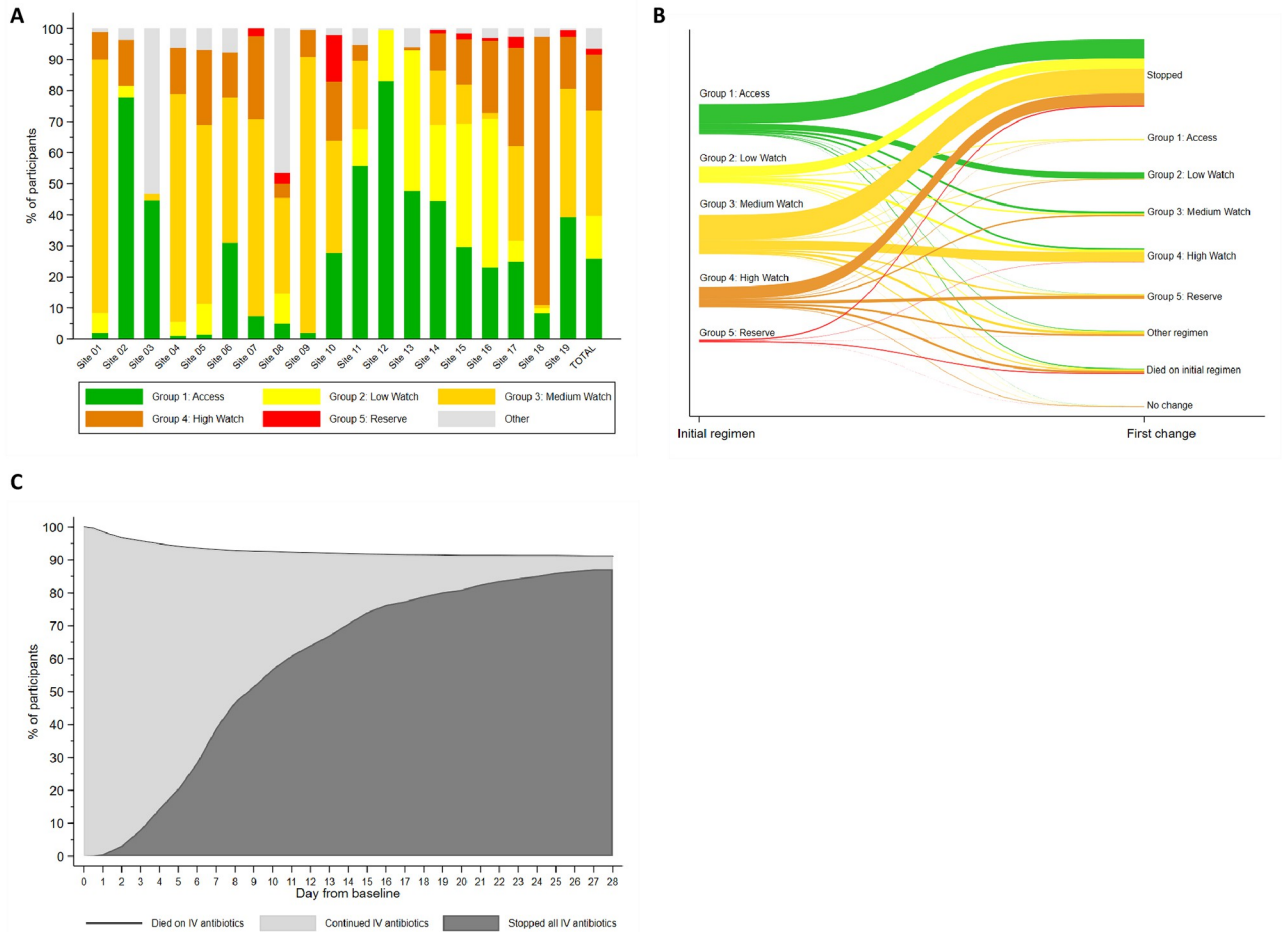 A
% of participants
100
90
80
70
60
50
40
30
20
10
0
Site 01
Site 02
Site 03
Site 04
Site 05
Site 06
Site 07
Site 08
Site 09
Site 10
Site 11
Site 12
Site 13
Site 14
Site 15
Site 16
Site 17
Site 18
Site 19
TOTAL
Group 1: Access
Group 2: Low Watch
Group 3: Medium Watch
Group 4: High Watch
Group 5: Reserve
Other
B
Group 1: Access
Group 2: Low Watch
Group 3: Medium Watch
Group 4: High Watch
Group 5: Reserve
Stopped
Group 1: Access
Group 2: Low Watch
Group 3: Medium Watch
Group 4: High Watch
Group 5: Reserve
Other regimen
Died on initial regimen
No change
Initial regimen
First change
C
% of participants
100
90
80
70
60
50
40
30
20
10
0
0 1 2 3 4 5 6 7 8 9 10 11 12 13 14 15 16 17 18 19 20 21 22 23 24 25 26 27 28
Day from baseline
Died on IV antibiotics
Continued IV antibiotics
Stopped all IV antibiotics